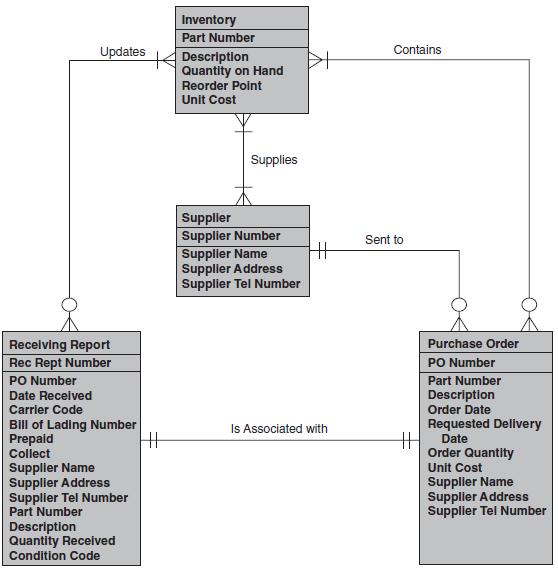 Inventory
Part Number
Description
Quantity on Hand
Reorder Point
Unit Cost
Updates
Contains
Supplies
Supplier
Supplier Number
Supplier Name
Supplier Address
Supplier Tel Number
Sent to
Receiving Report
Rec Rept Number
PO Number
Date Received
Carrier Code
Bill of Lading Number
Prepaid
Collect
Supplier Name
Supplier Address
Supplier Tel Number
Part Number
Description
Quantity Received
Condition Code
Is Associated with
Purchase Order
PO Number
Part Number
Description
Order Date
Requested Delivery
Date
Order Quantity
Unit Cost
Supplier Name
Supplier Address
Supplier Tel Number